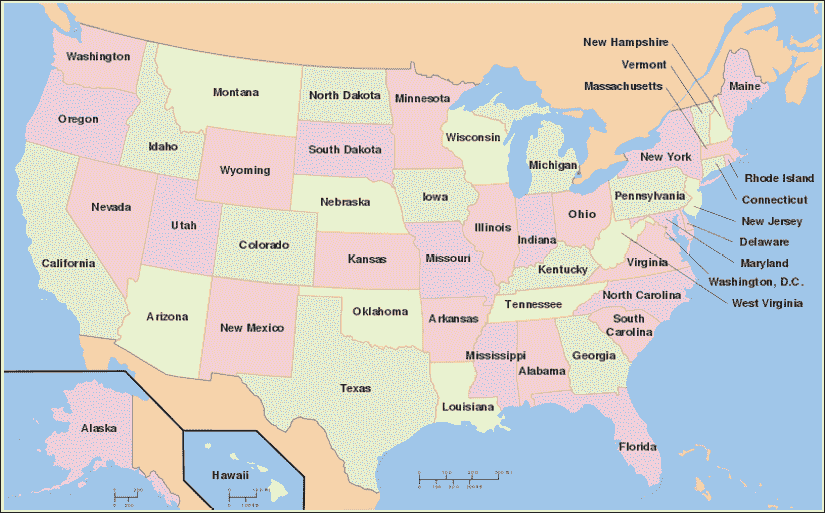 New Hampshire
Vermont
Massachusetts
Washington
Montana
North Dakota
Minnesota
Maine
Oregon
Idaho
Wisconsin
South Dakota
Michigan
New York
Wyoming
Rhode Island
Nebraska
Iowa
Pennsylvania
Connecticut
Nevada
Utah
Illinois
Indiana
Ohio
New Jersey
Colorado
Delaware
California
Kansas
Missouri
Kentucky
Virginia
Maryland
Washington, D.C.
North Carolina
West Virginia
Arizona
Oklahoma
Tennessee
New Mexico
Arkansas
South
Carolina
Mississippi
Alabama
Georgia
Texas
Louisiana
Alaska
Florida
Hawaii